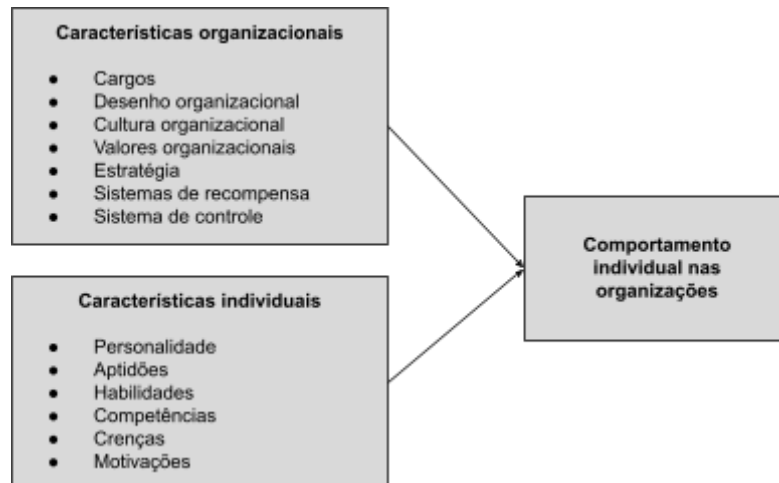 Características organizacionais
● Cargos
● Desenho organizacional
● Cultura organizacional
● Valores organizacionais
● Estratégia
● Sistemas de recompensa
● Sistema de controle
Características individuais
● Personalidade
● Aptidões
● Habilidades
● Competências
● Crenças
● Motivações
Comportamento
individual nas
organizações